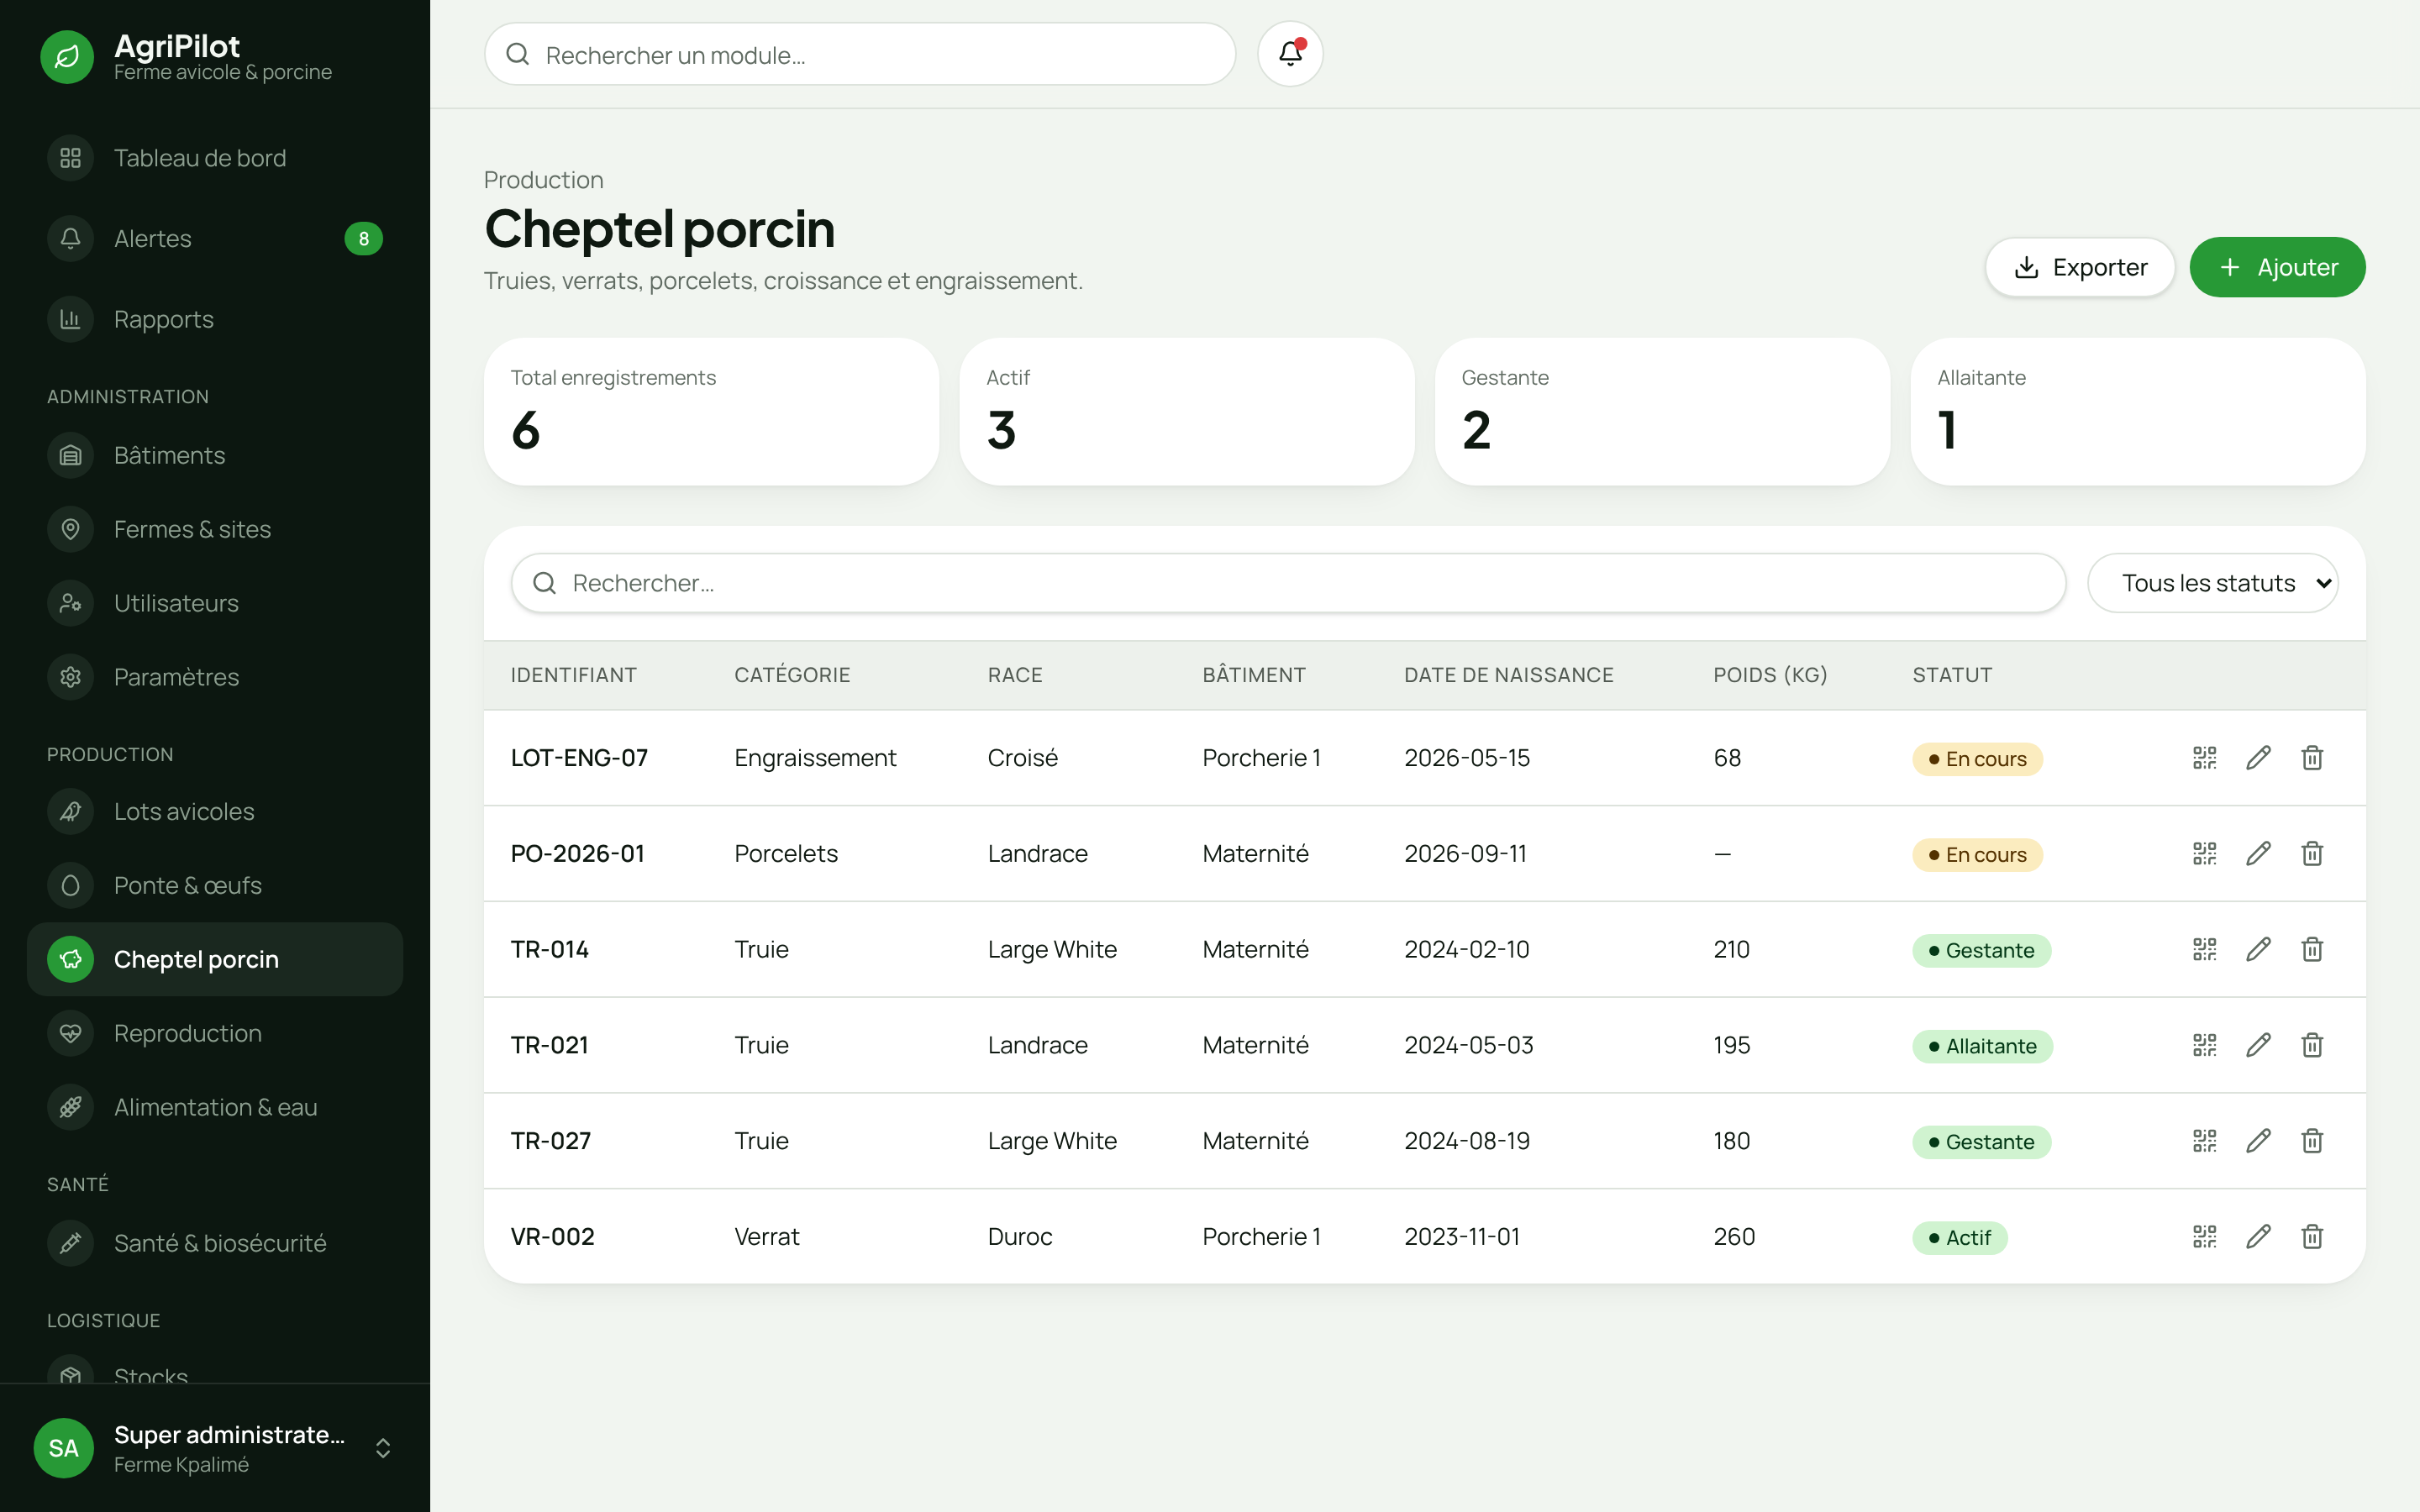 AgriPilot
Ferme avicole & porcine
Tableau de bord
Alertes 8
Rapports
ADMINISTRATION
Bâtiments
Fermes & sites
Utilisateurs
Paramètres
PRODUCTION
Lots avicoles
Ponte & œufs
Cheptel porcin
Reproduction
Alimentation & eau
SANTÉ
Santé & biosécurité
LOGISTIQUE
Stocks
SA
Super administrate...
Ferme Kpalimé
Rechercher un module...
Production
Cheptel porcin
Truies, verrats, porcelets, croissance et engraissement.
Exporter
Ajouter
Total enregistrements
6
Actif
3
Gestante
2
Allaitante
1
Rechercher...
Tous les statuts
IDENTIFIANT CATÉGORIE RACE BÂTIMENT DATE DE NAISSANCE POIDS (KG) STATUT
LOT-ENG-07 Engraissement Croisé Porcherie 1 2026-05-15 68 En cours
PO-2026-01 Porcelets Landrace Maternité 2026-09-11 — En cours
TR-014 Truie Large White Maternité 2024-02-10 210 Gestante
TR-021 Truie Landrace Maternité 2024-05-03 195 Allaitante
TR-027 Truie Large White Maternité 2024-08-19 180 Gestante
VR-002 Verrat Duroc Porcherie 1 2023-11-01 260 Actif